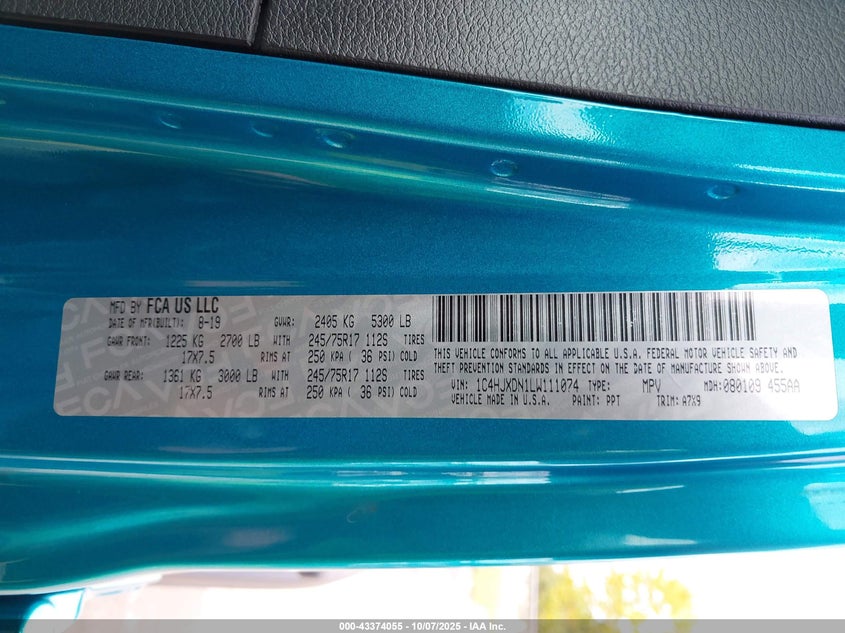 MFD BY FCA US LLC
DATE OF MFR(BUILT): 8-19 GVWR: 2405 KG 5300 LB
GAWR FRONT: 1225 KG 2700 LB WITH 245/75R17 112S TIRES
17X7.5 RIMS AT 250 KPA ( 36 PSI) COLD
GAWR REAR: 1361 KG 3000 LB WITH 245/75R17 112S TIRES
17X7.5 RIMS AT 250 KPA ( 36 PSI) COLD
THIS VEHICLE CONFORMS TO ALL APPLICABLE U.S.A. FEDERAL MOTOR VEHICLE SAFETY AND
THEFT PREVENTION STANDARDS IN EFFECT ON THE DATE OF MANUFACTURE SHOWN ABOVE.
VIN: 1C4HJXDN1LW111074 TYPE: MPV MDH: 080109 455AA
VEHICLE MADE IN U.S.A. PAINT: PPT TRIM: A7X9
000-43374055 - 10/07/2025 - IAA Inc.